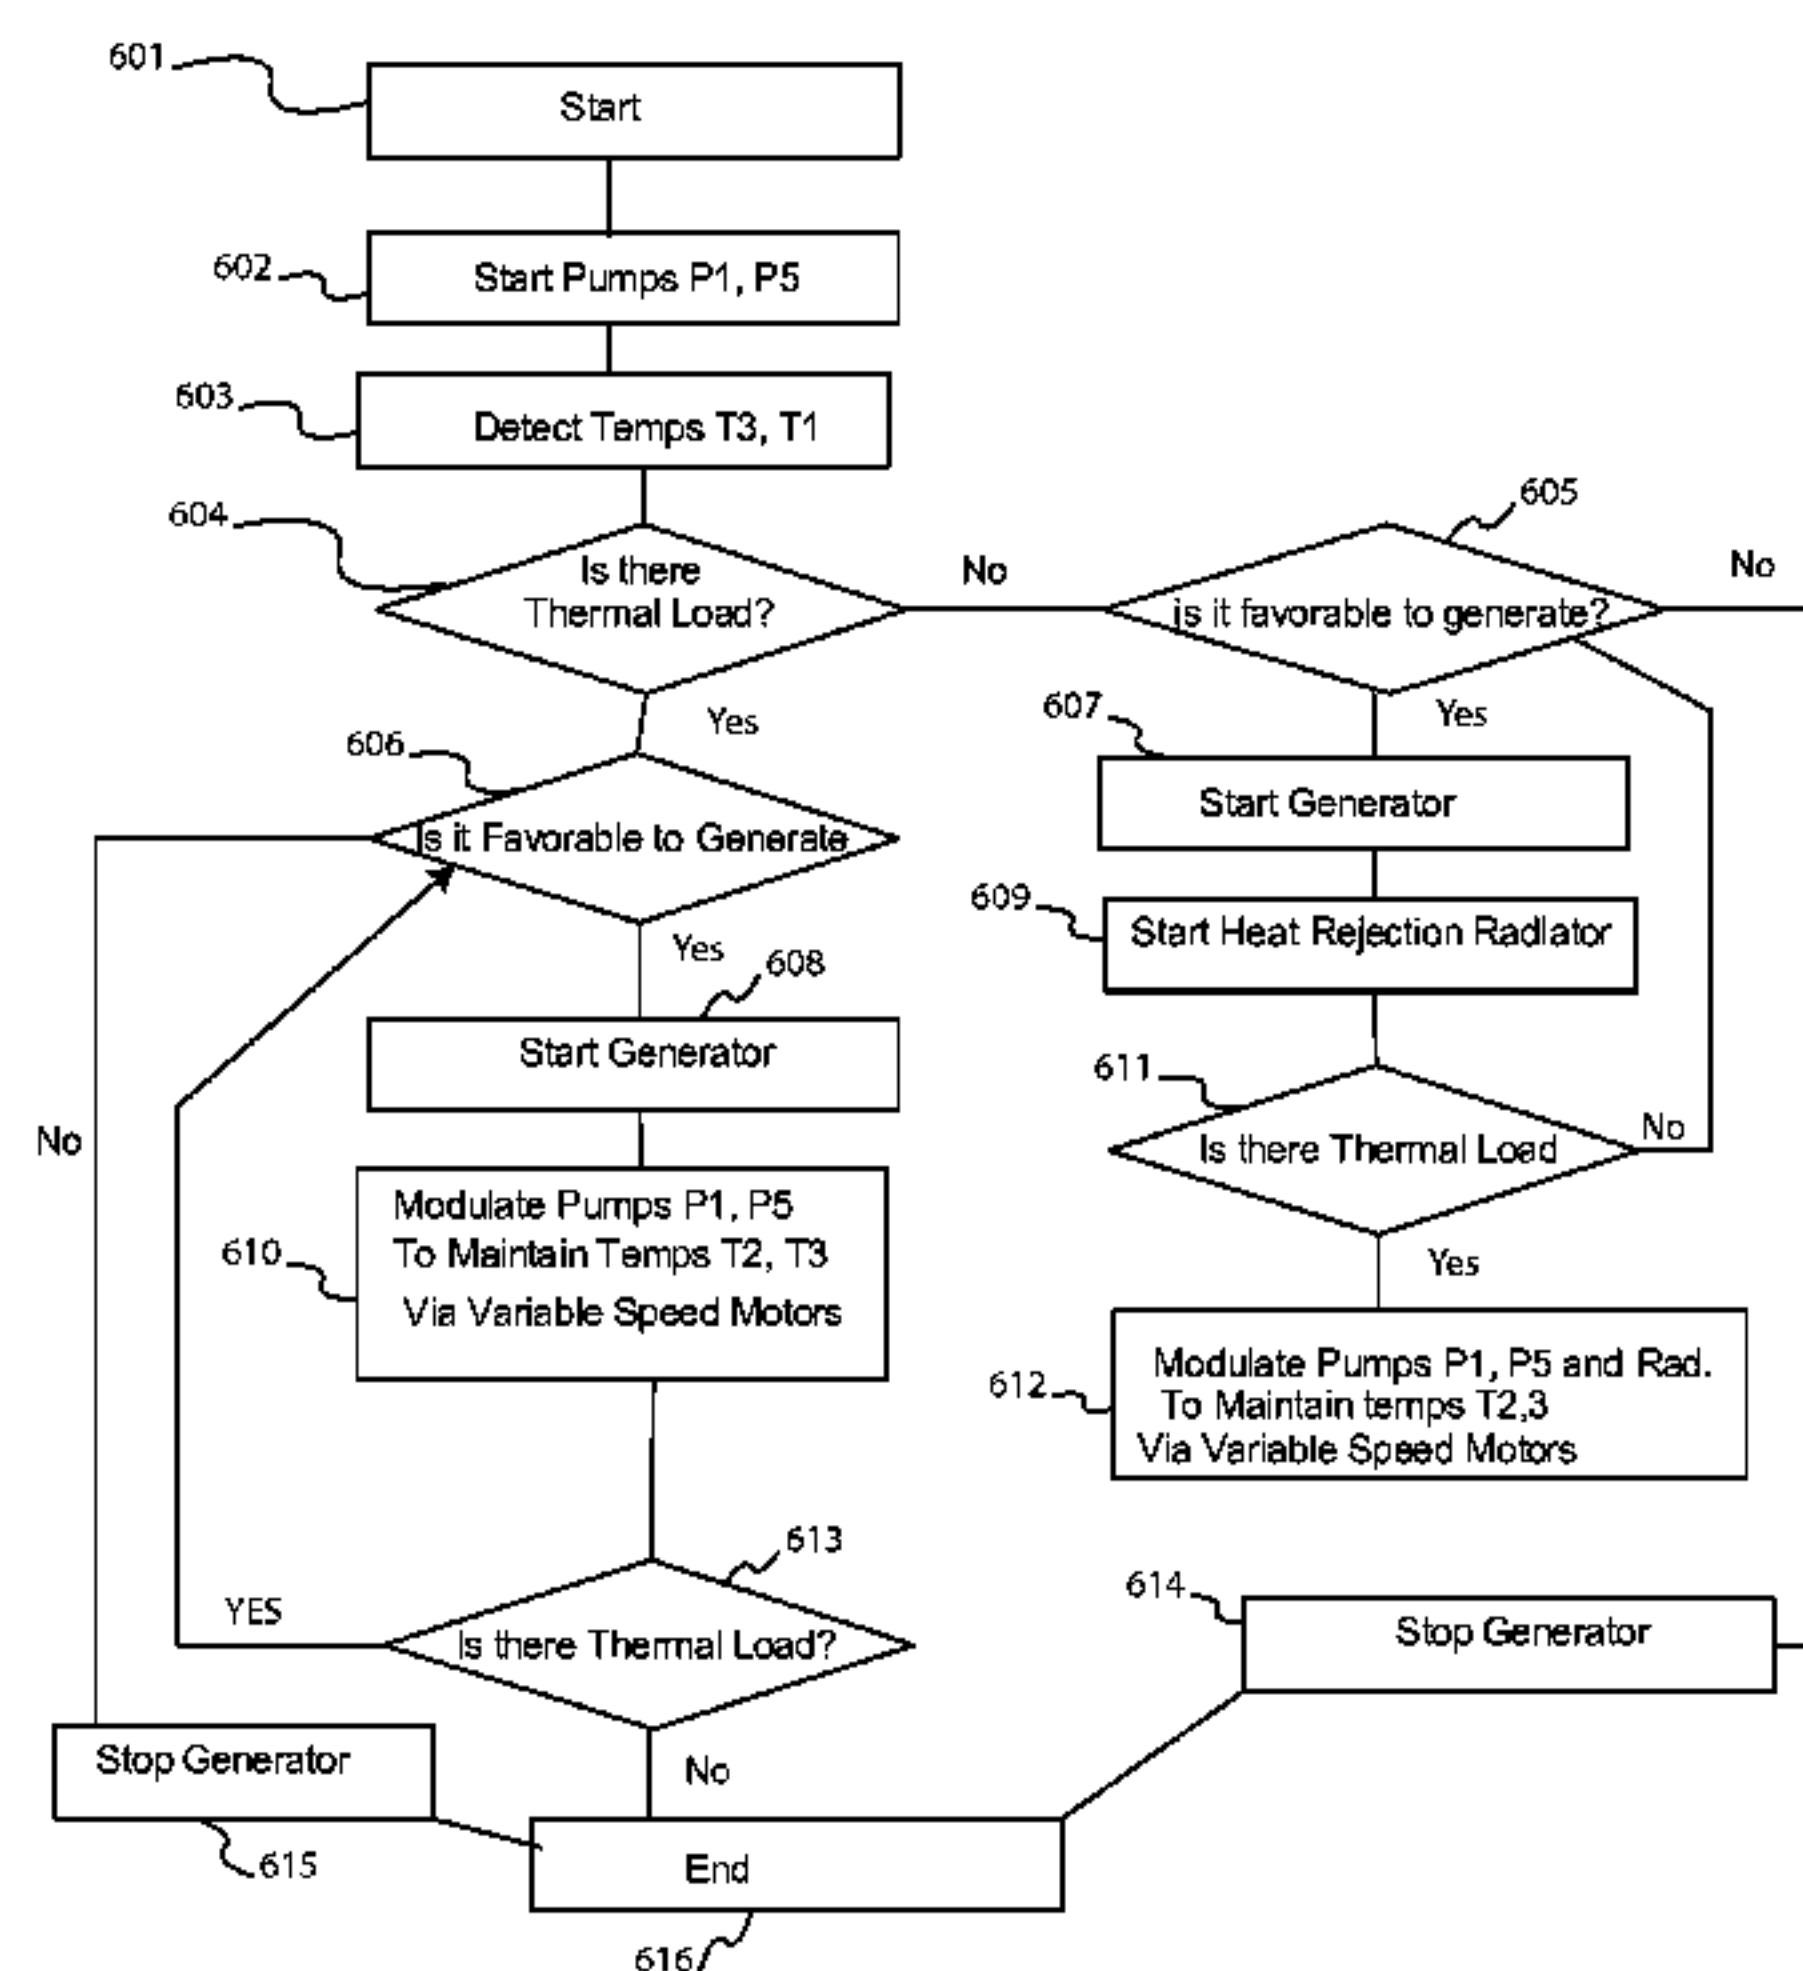 601
Start
602
Start Pumps P1, P5
603
Detect Temps T3, T1
604
Is there
Thermal Load?
No
605
is it favorable to generate?
No
Yes
606
Is it Favorable to Generate
607
Yes
Start Generator
609
Start Heat Rejection Radiator
Yes
608
Start Generator
611
Is there Thermal Load
No
No
610
Modulate Pumps P1, P5
To Maintain Temps T2, T3
Via Variable Speed Motors
Yes
612
Modulate Pumps P1, P5 and Rad.
To Maintain temps T2,3
Via Variable Speed Motors
613
YES
Is there Thermal Load?
614
Stop Generator
Stop Generator
615
No
End
616